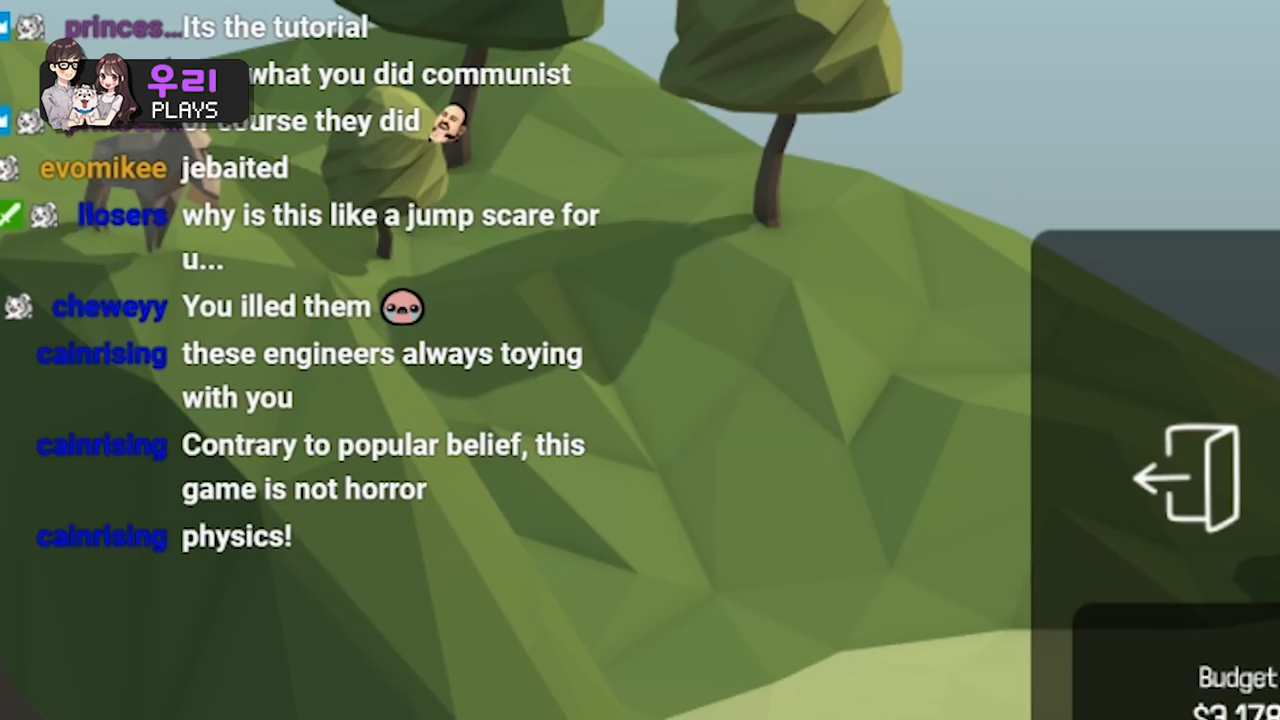 princes... Its the tutorial
우리
PLAYS
what you did communist
course they did
evomikee jebaited
llosers why is this like a jump scare for
u...
cheweyy You illed them
cainrising these engineers always toying
with you
cainrising Contrary to popular belief, this
game is not horror
cainrising physics!
Budget